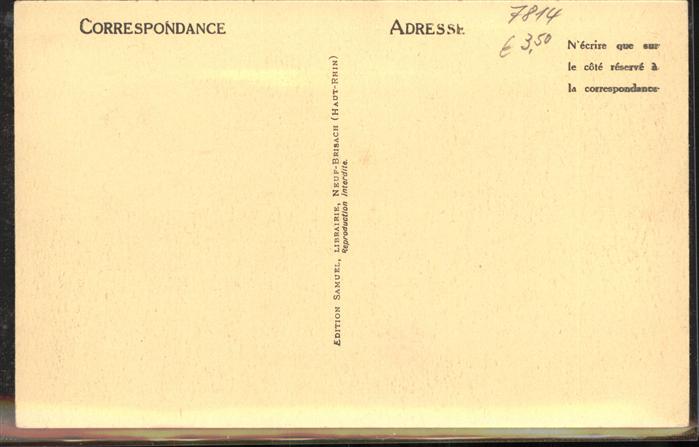 CORRESPONDANCE
ADRESSE
7814
€ 3,50
N'écrire que sur
le côté réservé à
la correspondance
EDITION SAMUEL, LIBRAIRIE, NEUF-BRISACH (HAUT-RHIN)
Reproduction Interdite.